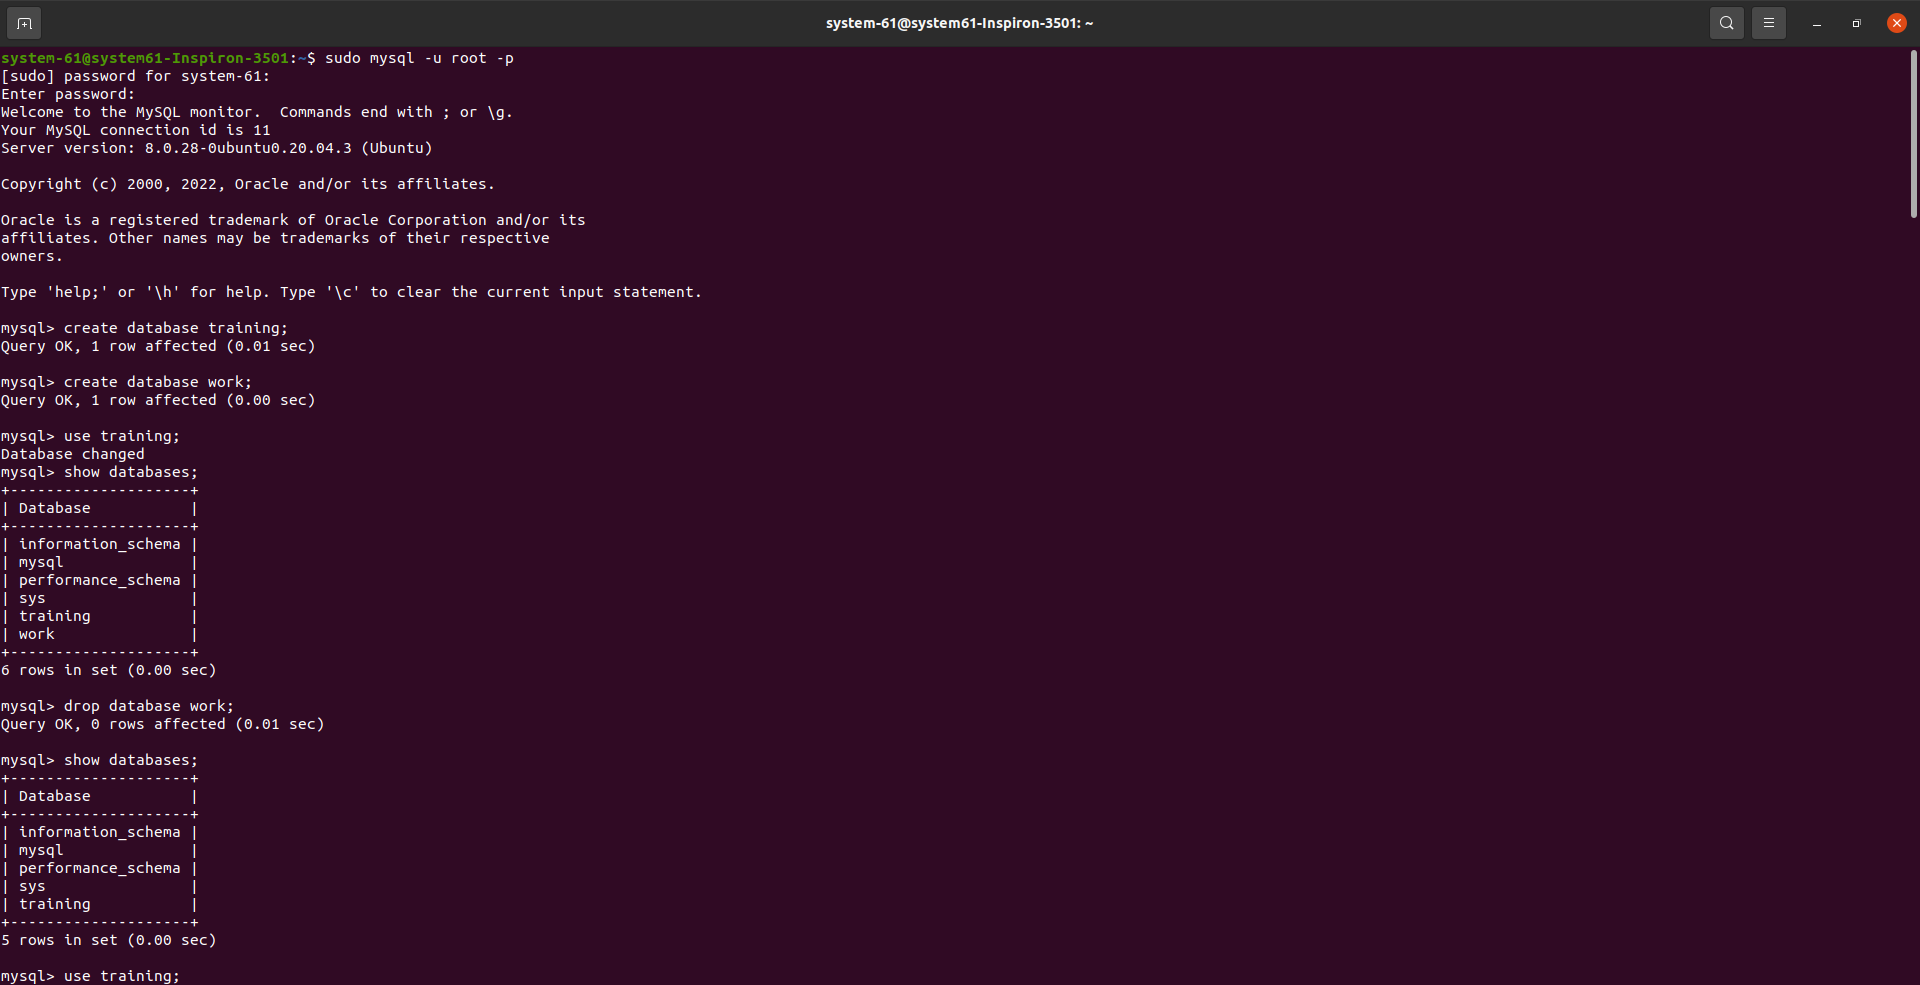 system-61@system61-Inspiron-3501: ~
system-61@system61-Inspiron-3501:~$ sudo mysql -u root -p
[sudo] password for system-61:
Enter password:
Welcome to the MySQL monitor.  Commands end with ; or \g.
Your MySQL connection id is 11
Server version: 8.0.28-0ubuntu0.20.04.3 (Ubuntu)

Copyright (c) 2000, 2022, Oracle and/or its affiliates.

Oracle is a registered trademark of Oracle Corporation and/or its
affiliates. Other names may be trademarks of their respective
owners.

Type 'help;' or '\h' for help. Type '\c' to clear the current input statement.

mysql> create database training;
Query OK, 1 row affected (0.01 sec)

mysql> create database work;
Query OK, 1 row affected (0.00 sec)

mysql> use training;
Database changed
mysql> show databases;
+--------------------+
| Database           |
+--------------------+
| information_schema |
| mysql              |
| performance_schema |
| sys                |
| training           |
| work               |
+--------------------+
6 rows in set (0.00 sec)

mysql> drop database work;
Query OK, 0 rows affected (0.01 sec)

mysql> show databases;
+--------------------+
| Database           |
+--------------------+
| information_schema |
| mysql              |
| performance_schema |
| sys                |
| training           |
+--------------------+
5 rows in set (0.00 sec)

mysql> use training;